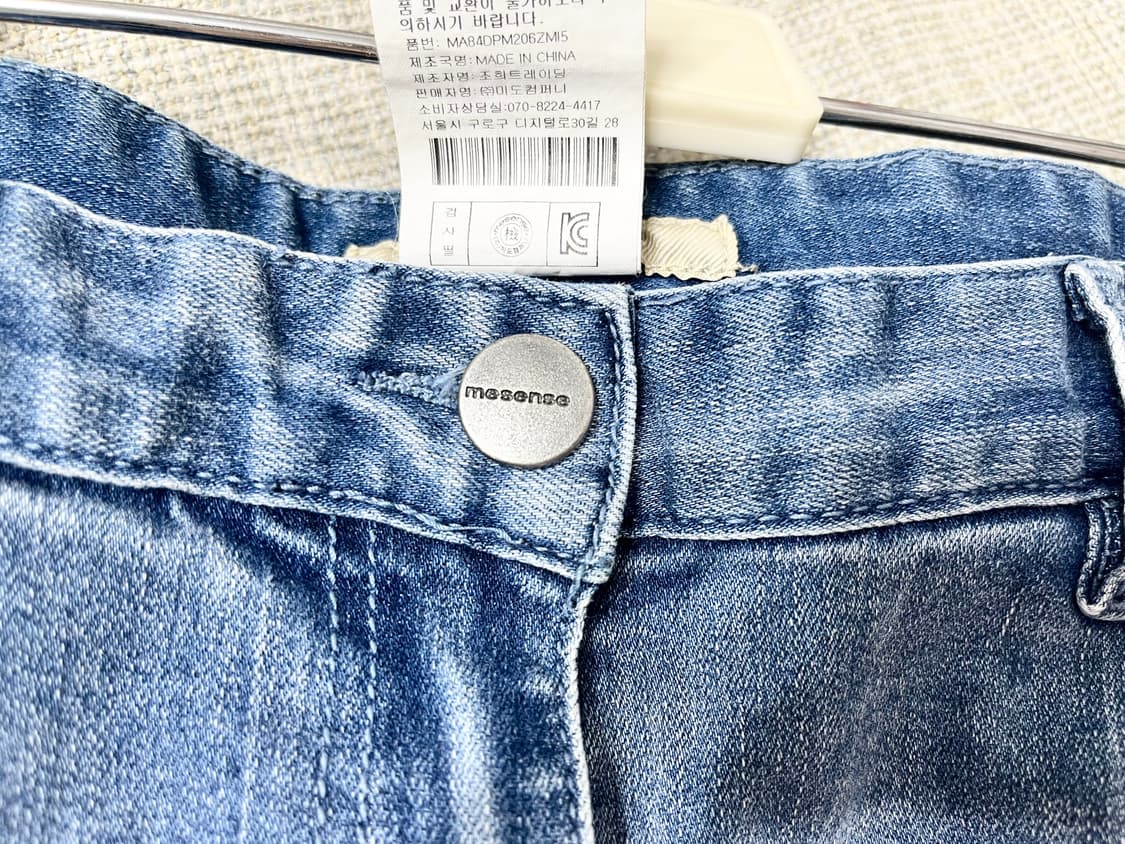 의하시기 바랍니다.
품번: MA84DPM206ZMI5
제조국명: MADE IN CHINA
제조자명: 조희트레이딩
판매자명: ㈜미도컴퍼니
소비자상담실:070-8224-4417
서울시 구로구 디지털로30길 28
검사필
KC
mesense